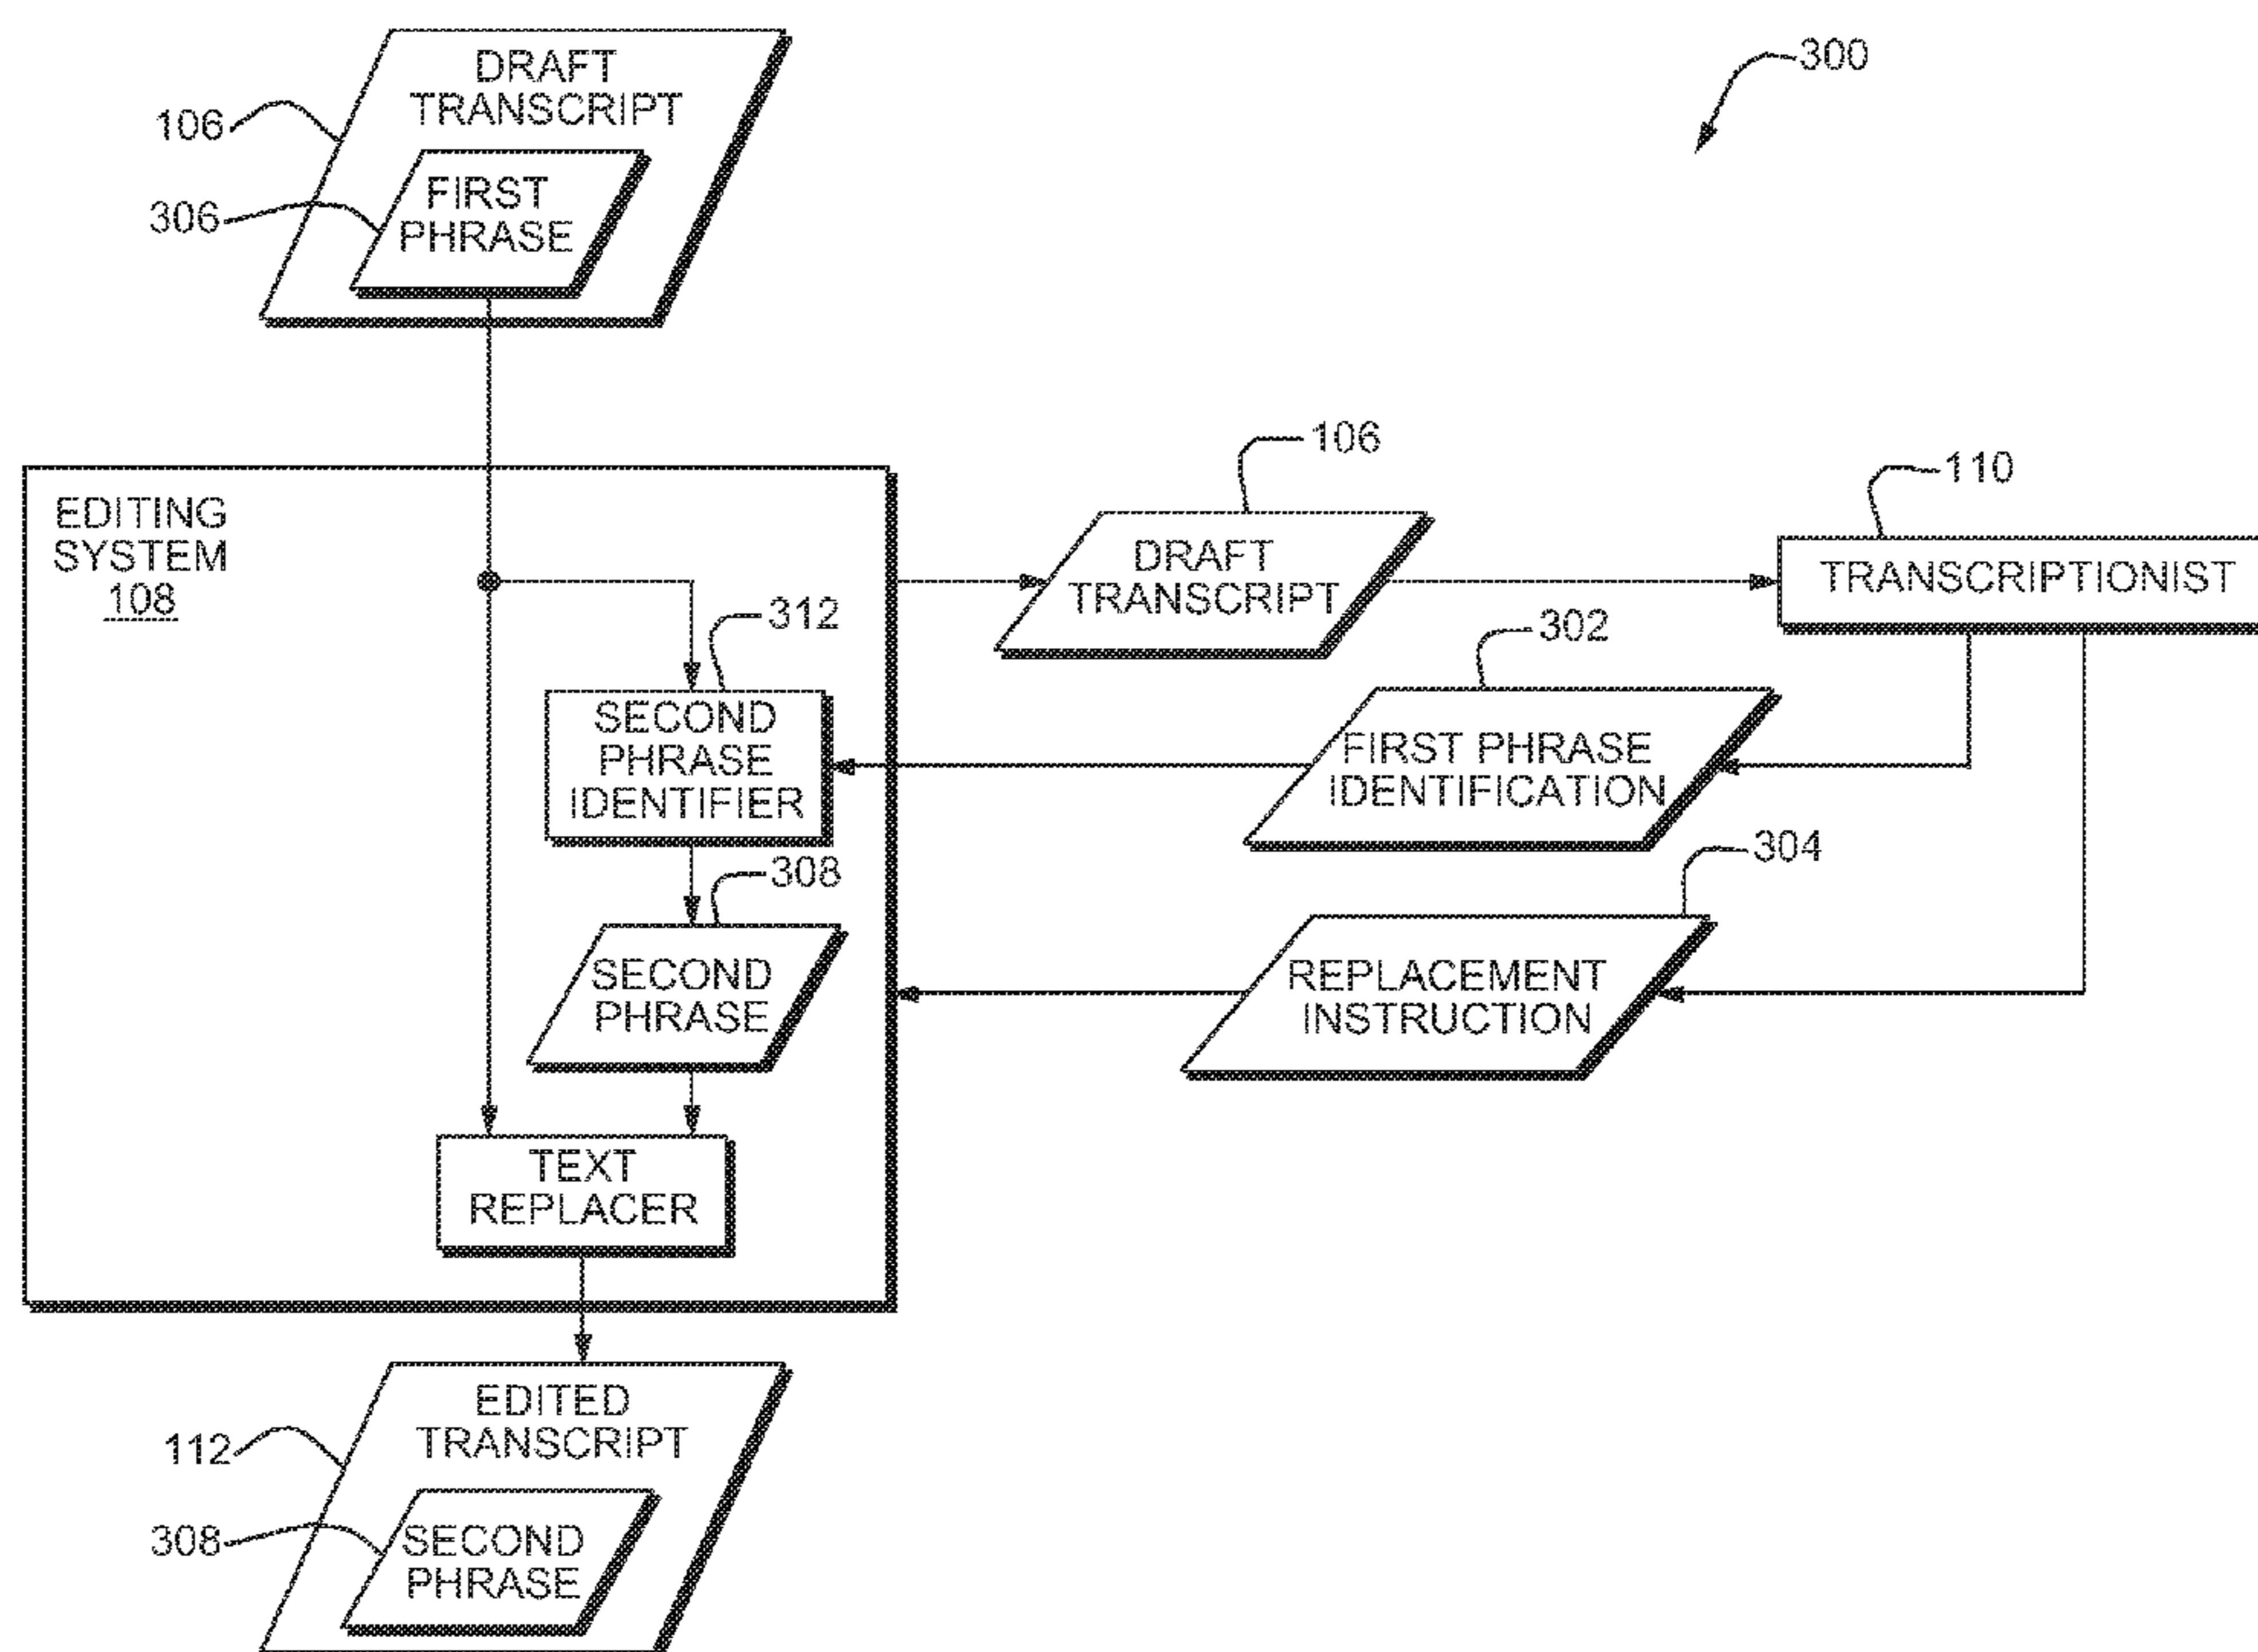 300
DRAFT
TRANSCRIPT
106
FIRST
PHRASE
306
EDITING
SYSTEM
108
106
DRAFT
TRANSCRIPT
110
TRANSCRIPTIONIST
312
SECOND
PHRASE
IDENTIFIER
302
FIRST PHRASE
IDENTIFICATION
308
SECOND
PHRASE
304
REPLACEMENT
INSTRUCTION
TEXT
REPLACER
EDITED
TRANSCRIPT
112
SECOND
PHRASE
308